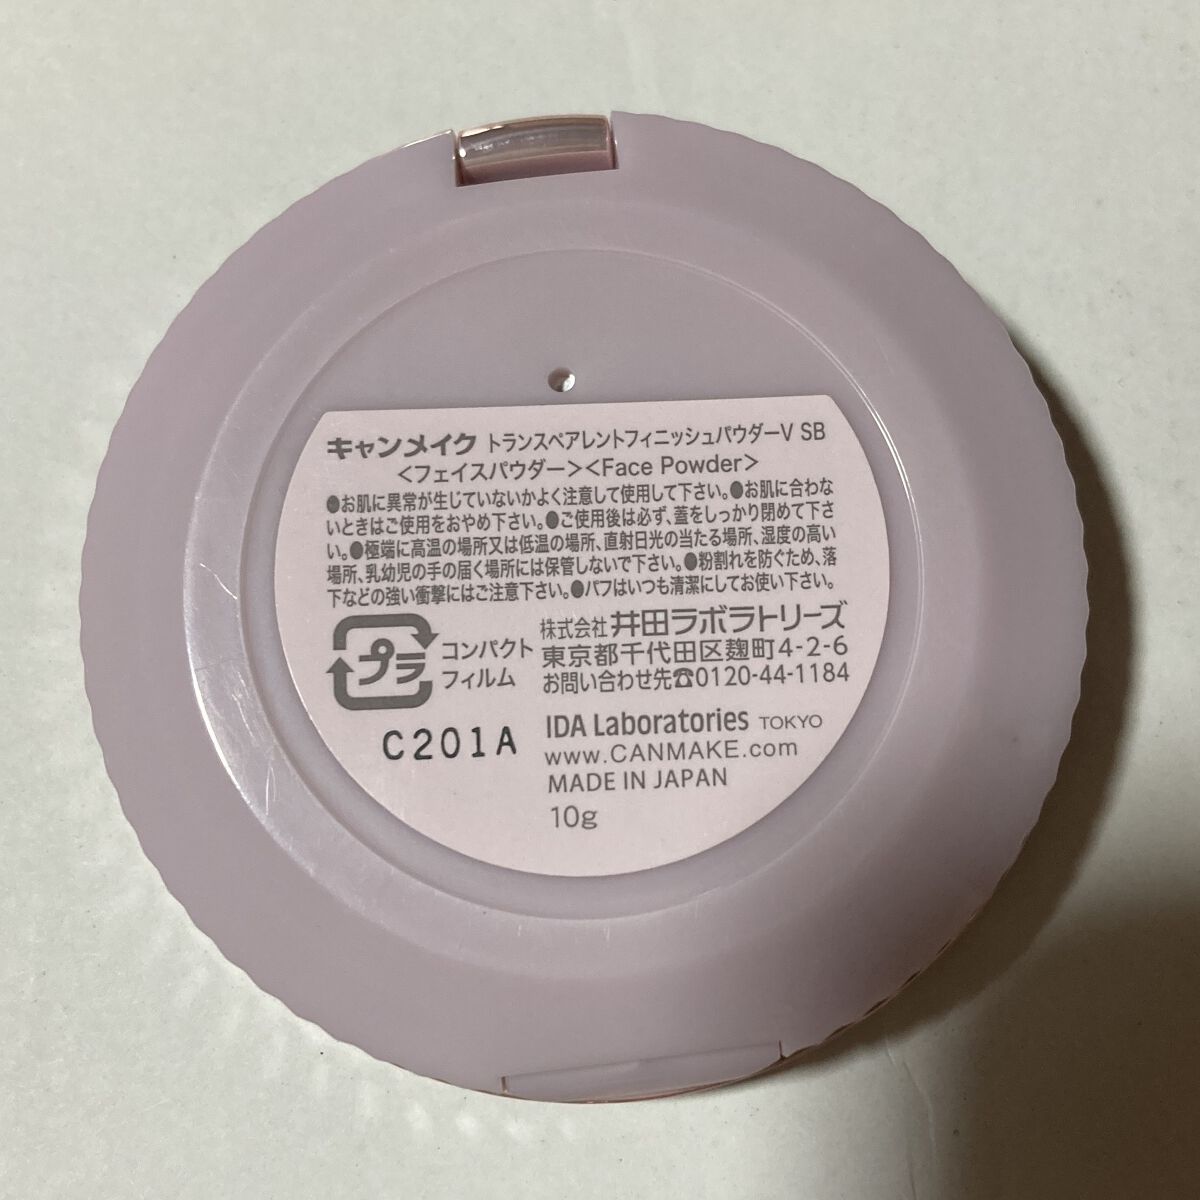 キャンメイク トランスペアレントフィニッシュパウダーV SB
＜フェイスパウダー＞＜Face Powder＞
●お肌に異常が生じていないかよく注意して使用して下さい。●お肌に合わな
いときはご使用をおやめ下さい。●ご使用後は必ず、蓋をしっかり閉めて下さ
い。●極端に高温の場所又は低温の場所、直射日光の当たる場所、湿度の高い
場所、乳幼児の手の届く場所には保管しないで下さい。●粉割れを防ぐため、落
下などの強い衝撃にはご注意下さい。●パフはいつも清潔にしてお使い下さい。
プラ
コンパクト
フィルム
株式会社 井田ラボラトリーズ
東京都千代田区麹町4-2-6
お問い合わせ先☎0120-44-1184
C201A
IDA Laboratories TOKYO
www.CANMAKE.com
MADE IN JAPAN
10g